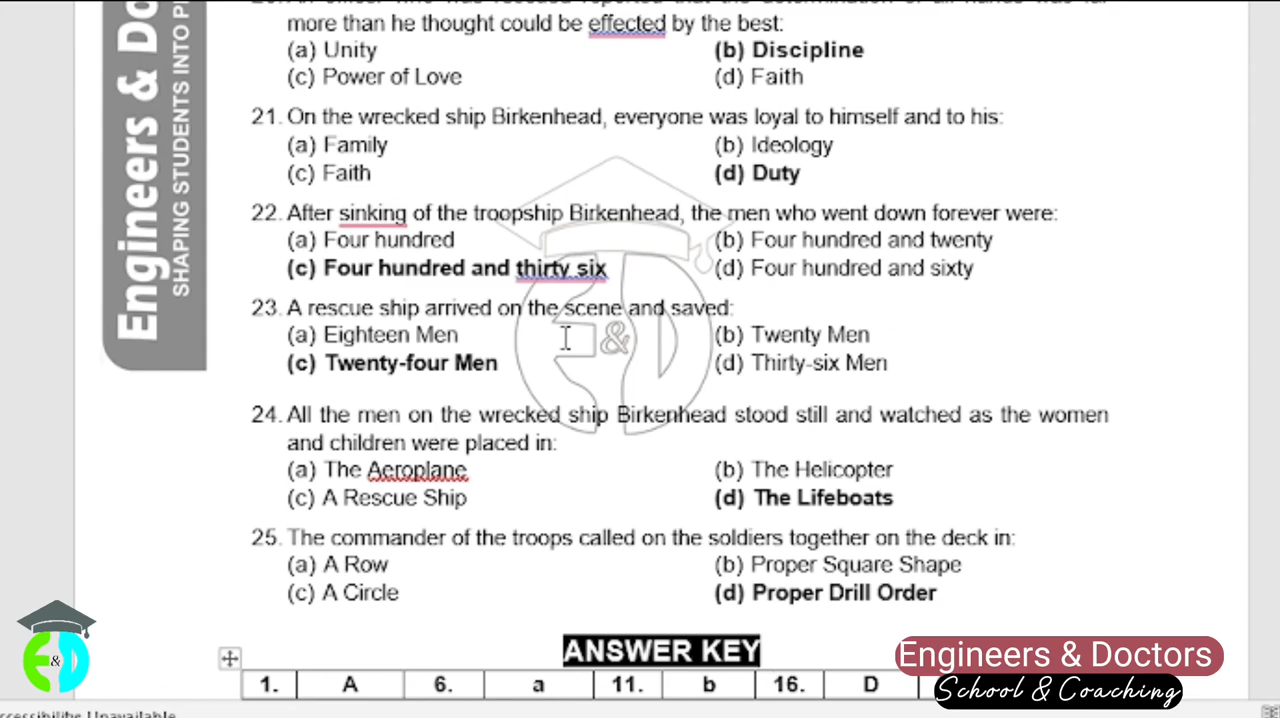 more than he thought could be effected by the best:
(a) Unity (b) Discipline
(c) Power of Love (d) Faith
21. On the wrecked ship Birkenhead, everyone was loyal to himself and to his:
(a) Family (b) Ideology
(c) Faith (d) Duty
22. After sinking of the troopship Birkenhead, the men who went down forever were:
(a) Four hundred (b) Four hundred and twenty
(c) Four hundred and thirty six (d) Four hundred and sixty
23. A rescue ship arrived on the scene and saved:
(a) Eighteen Men (b) Twenty Men
(c) Twenty-four Men (d) Thirty-six Men
24. All the men on the wrecked ship Birkenhead stood still and watched as the women
and children were placed in:
(a) The Aeroplane (b) The Helicopter
(c) A Rescue Ship (d) The Lifeboats
25. The commander of the troops called on the soldiers together on the deck in:
(a) A Row (b) Proper Square Shape
(c) A Circle (d) Proper Drill Order
ANSWER KEY
1. A 6. a 11. b 16. D
Engineers & Do
SHAPING STUDENTS INTO P
E&D
E&D
Engineers & Doctors
School & Coaching